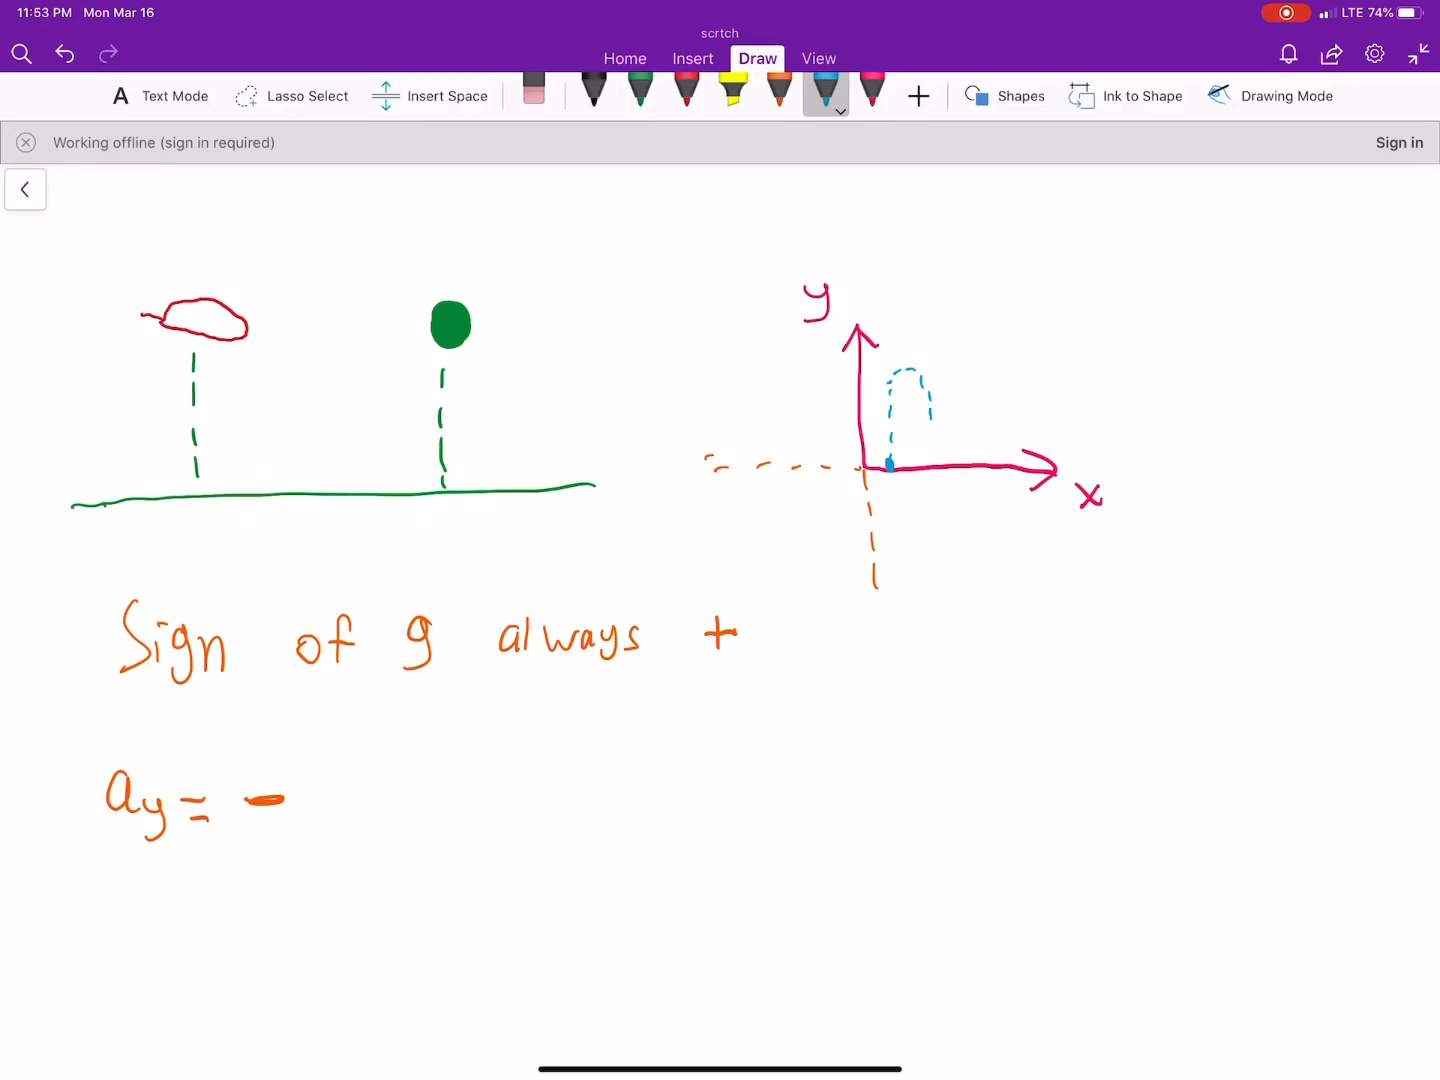 11:53 PM Mon Mar 16
LTE 74%
scrtch
Home Insert Draw View
A Text Mode Lasso Select Insert Space Shapes Ink to Shape Drawing Mode
Working offline (sign in required) Sign in
y
x
Sign of g always +
ay = -